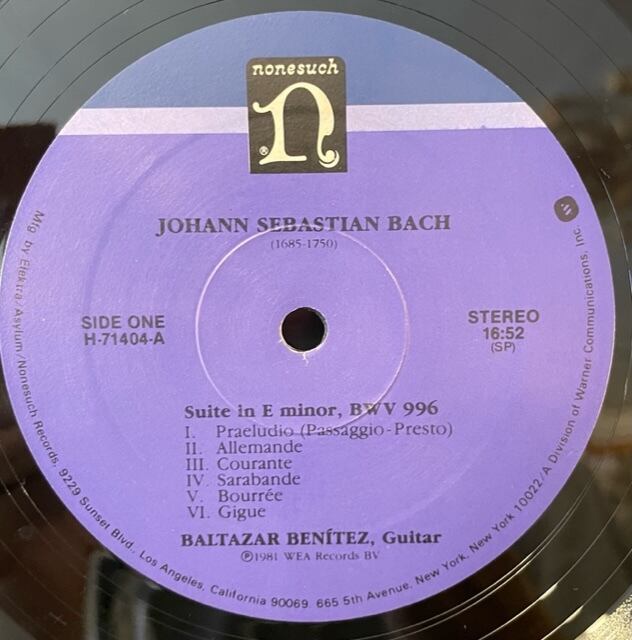 nonesuch
n
®
JOHANN SEBASTIAN BACH
(1685-1750)
SIDE ONE
H-71404-A
STEREO
16:52
(SP)
Suite in E minor, BWV 996
I. Praeludio (Passaggio-Presto)
II. Allemande
III. Courante
IV. Sarabande
V. Bourrée
VI. Gigue
BALTAZAR BENÍTEZ, Guitar
℗1981 WEA Records BV
Mfg by Elektra/Asylum/Nonesuch Records, 9229 Sunset Blvd., Los Angeles, California 90069. 665 5th Avenue, New York, New York 10022/A Division of Warner Communications, Inc.